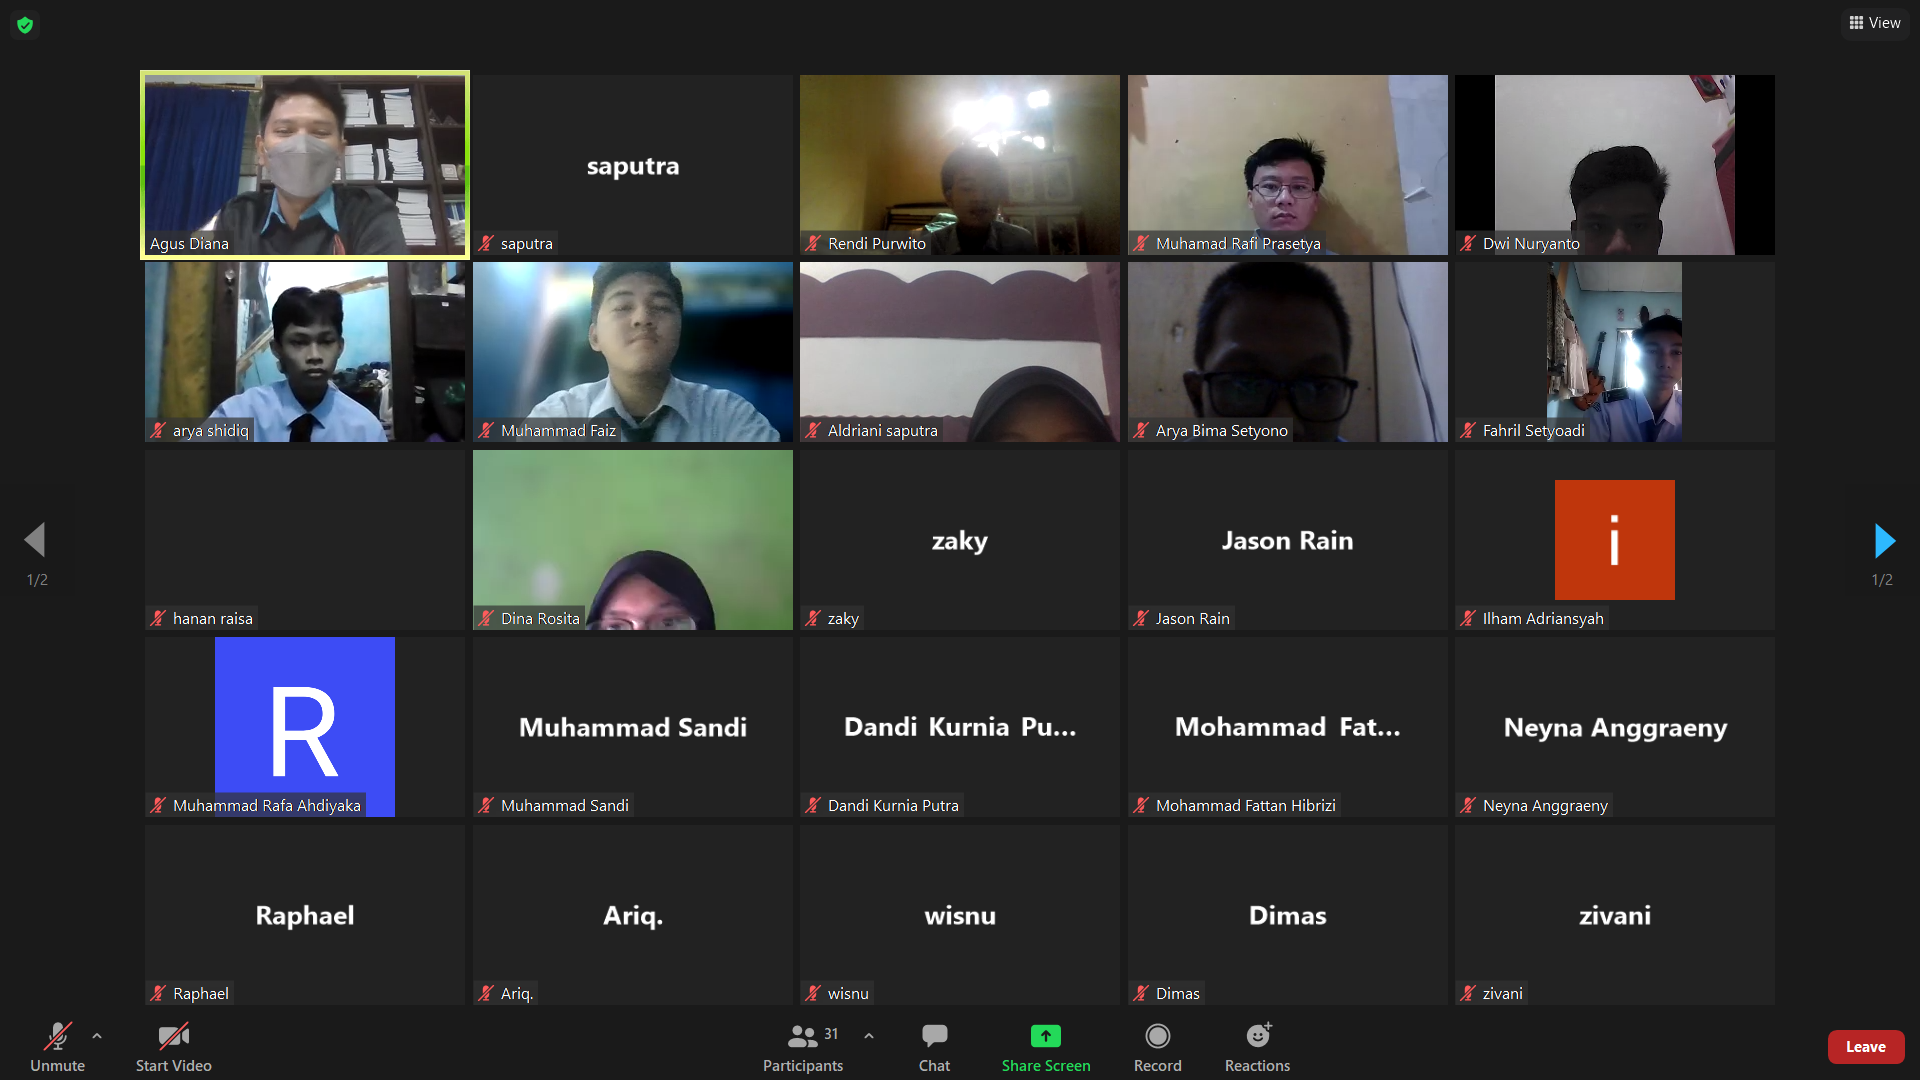 View
Agus Diana
saputra
saputra
Rendi Purwito
Muhamad Rafi Prasetya
Dwi Nuryanto
arya shidiq
Muhammad Faiz
Aldriani saputra
Arya Bima Setyono
Fahril Setyoadi
hanan raisa
Dina Rosita
zaky
zaky
Jason Rain
Jason Rain
i
Ilham Adriansyah
1/2
1/2
R
Muhammad Rafa Ahdiyaka
Muhammad Sandi
Muhammad Sandi
Dandi Kurnia Pu...
Dandi Kurnia Putra
Mohammad Fat...
Mohammad Fattan Hibrizi
Neyna Anggraeny
Neyna Anggraeny
Raphael
Raphael
Ariq.
Ariq.
wisnu
wisnu
Dimas
Dimas
zivani
zivani
Unmute
Start Video
Participants
31
Chat
Share Screen
Record
Reactions
Leave